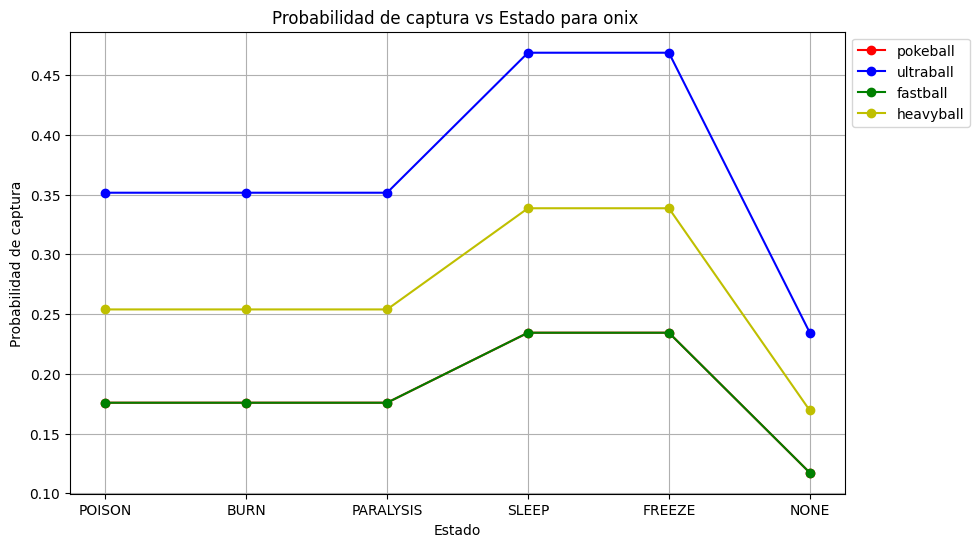 Probabilidad de captura vs Estado para onix
pokeball
ultraball
fastball
heavyball
Probabilidad de captura
0.45
0.40
0.35
0.30
0.25
0.20
0.15
0.10
POISON BURN PARALYSIS SLEEP FREEZE NONE
Estado